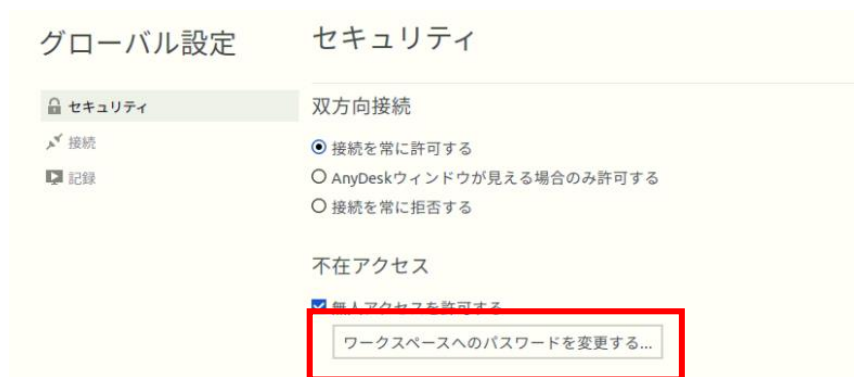 グローバル設定
セキュリティ
セキュリティ
接続
記録
双方向接続
接続を常に許可する
AnyDeskウィンドウが見える場合のみ許可する
接続を常に拒否する
不在アクセス
無人アクセスを許可する
ワークスペースへのパスワードを変更する...